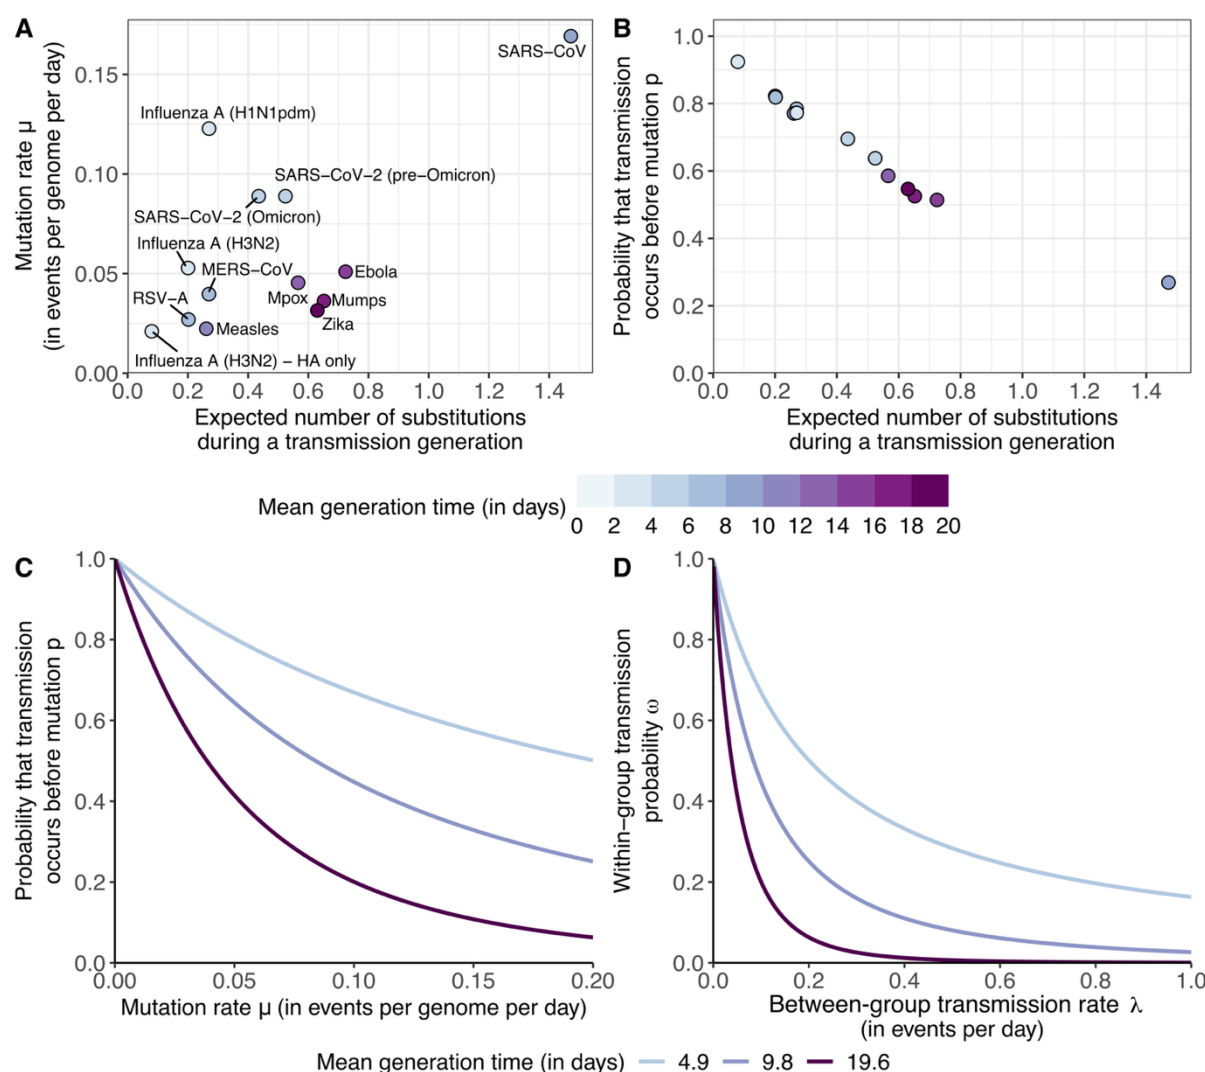 A
Mutation rate μ
(in events per genome per day)
0.15
0.10
0.05
0.00
SARS−CoV
Influenza A (H1N1pdm)
SARS−CoV−2 (pre−Omicron)
SARS−CoV−2 (Omicron)
Influenza A (H3N2)
MERS−CoV
Ebola
RSV−A
Mpox
Mumps
Measles
Zika
Influenza A (H3N2) − HA only
0.0 0.2 0.4 0.6 0.8 1.0 1.2 1.4
Expected number of substitutions
during a transmission generation
B
Probability that transmission
occurs before mutation p
1.0
0.8
0.6
0.4
0.2
0.0
0.0 0.2 0.4 0.6 0.8 1.0 1.2 1.4
Expected number of substitutions
during a transmission generation
Mean generation time (in days)
0 2 4 6 8 10 12 14 16 18 20
C
Probability that transmission
occurs before mutation p
1.0
0.8
0.6
0.4
0.2
0.0
0.00 0.05 0.10 0.15 0.20
Mutation rate μ (in events per genome per day)
D
Within−group transmission
probability ω
1.0
0.8
0.6
0.4
0.2
0.0
0.0 0.2 0.4 0.6 0.8 1.0
Between−group transmission rate λ
(in events per day)
Mean generation time (in days) 4.9 9.8 19.6